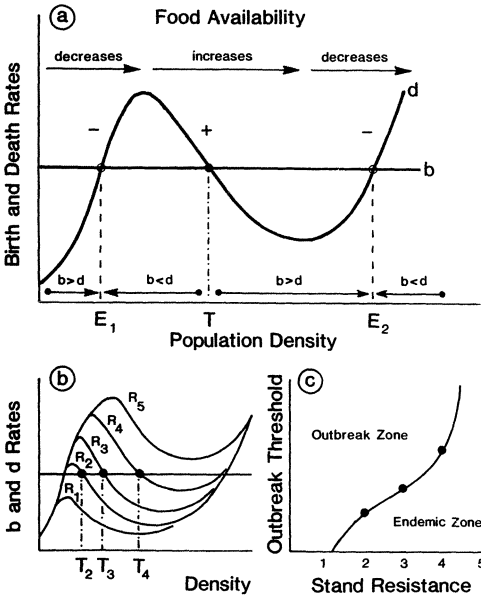 a
Food Availability
decreases
increases
decreases
d
−
+
−
b
Birth and Death Rates
b>d
b<d
b>d
b<d
E1
T
E2
Population Density
b
R5
R4
R3
R2
R1
b and d Rates
T2
T3
T4
Density
c
Outbreak Threshold
Outbreak Zone
Endemic Zone
1
2
3
4
5
Stand Resistance